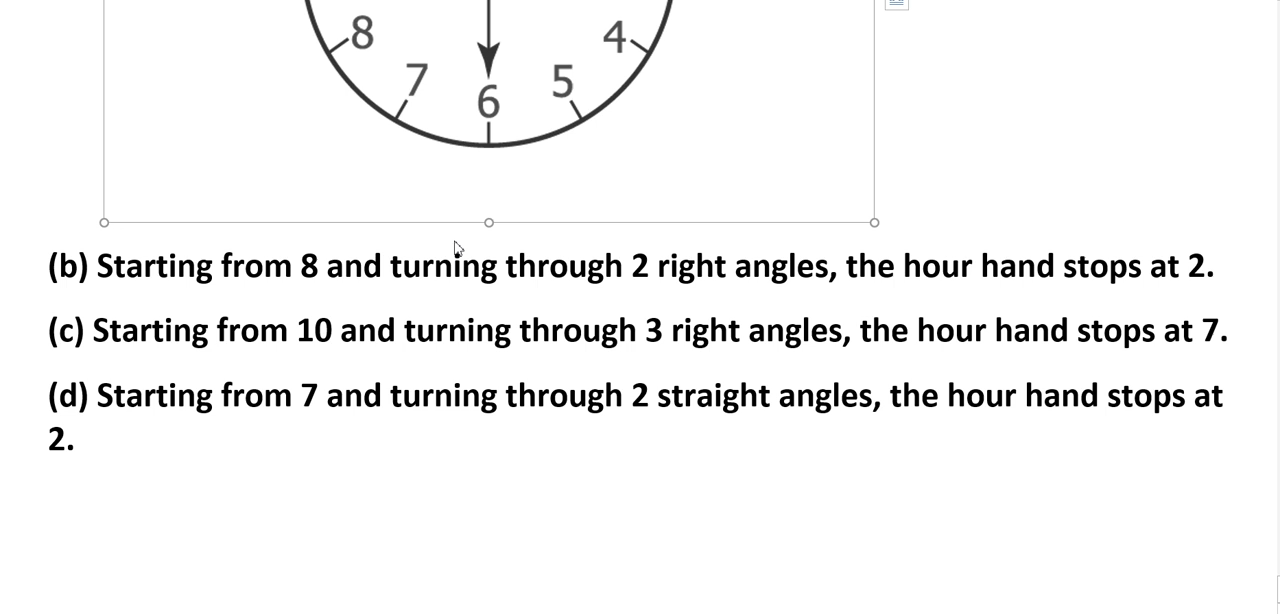 8
4
7
5
6
(b) Starting from 8 and turning through 2 right angles, the hour hand stops at 2.
(c) Starting from 10 and turning through 3 right angles, the hour hand stops at 7.
(d) Starting from 7 and turning through 2 straight angles, the hour hand stops at
2.